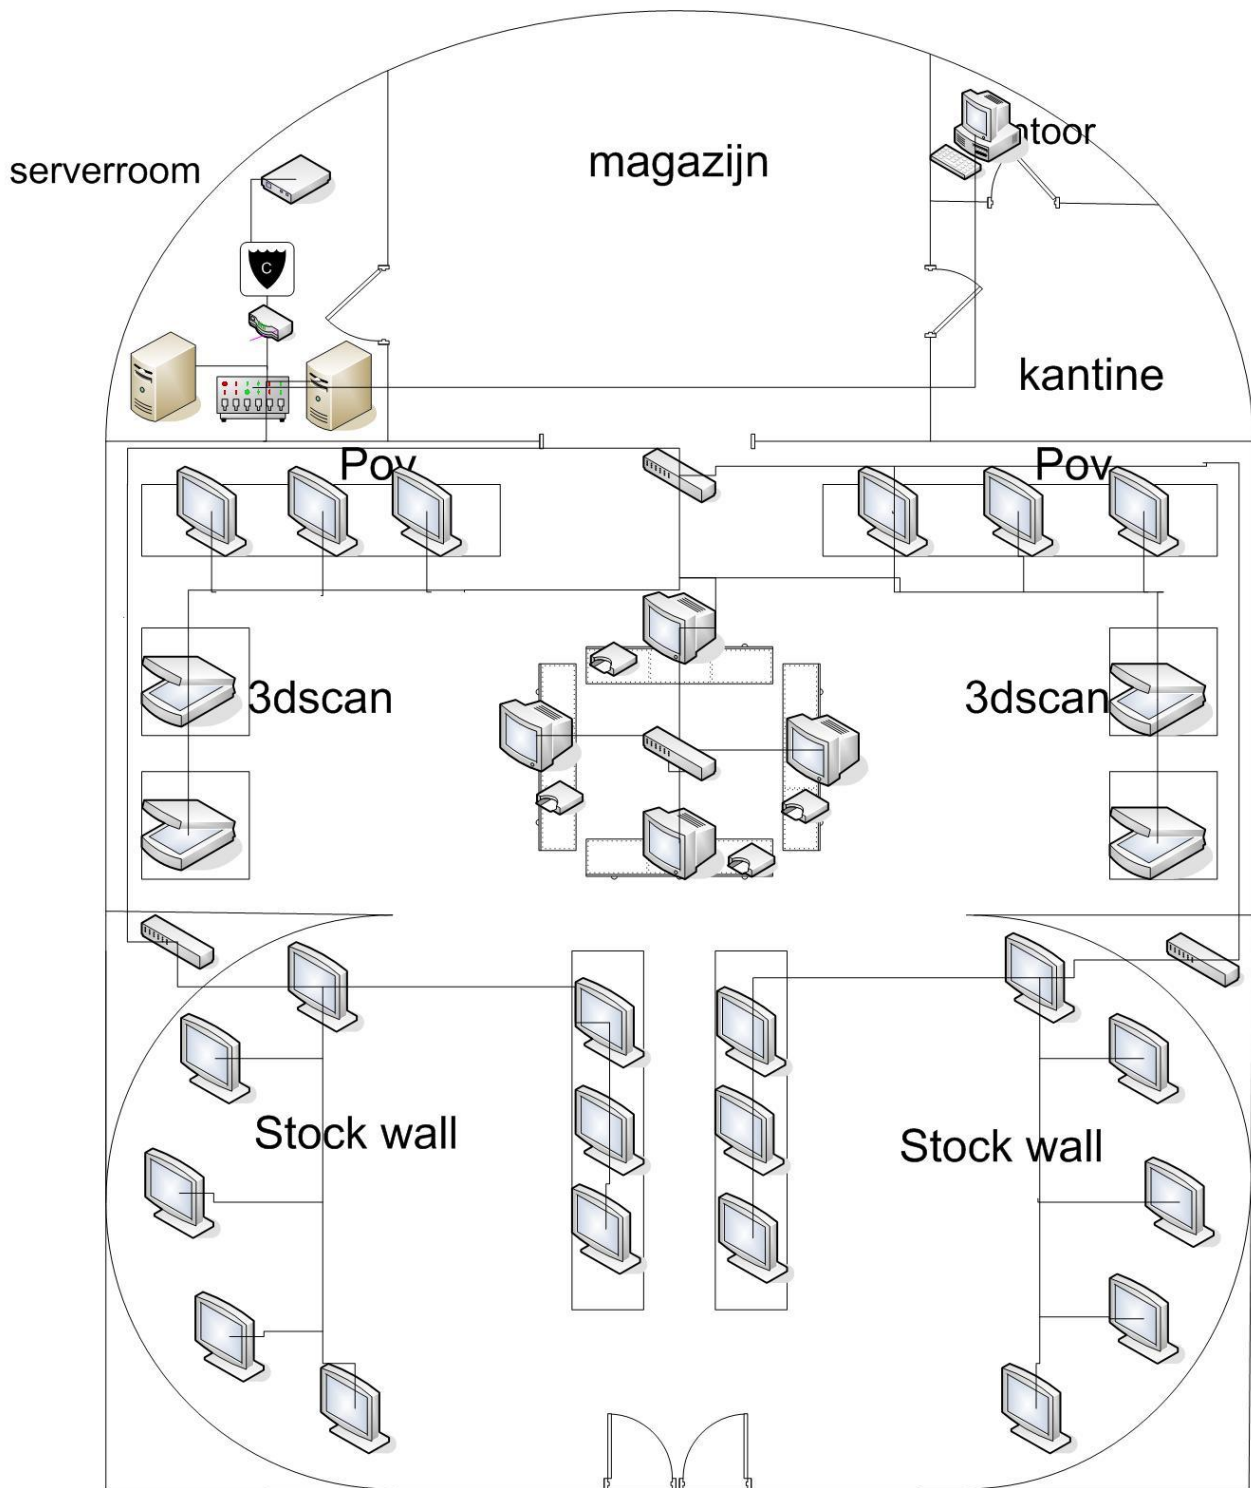 ntoor
magazijn
serverroom
C
kantine
Pov
Pov
3dscan
3dscan
Stock wall
Stock wall